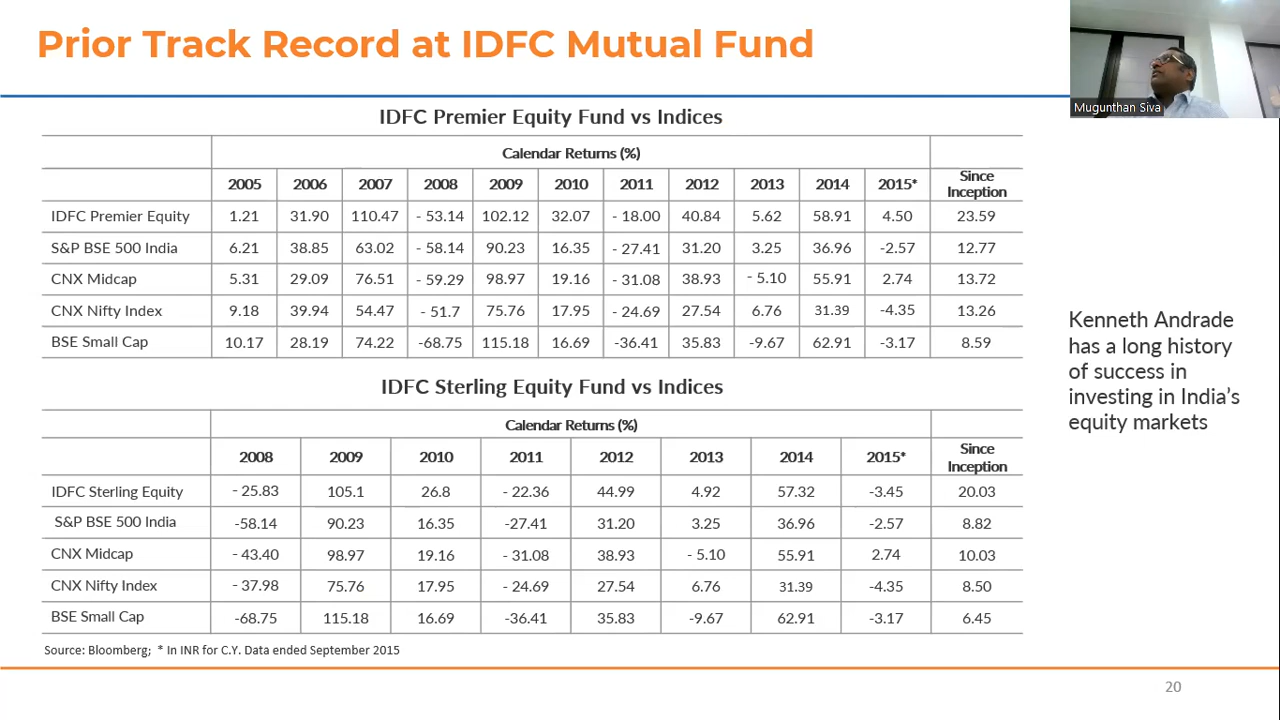 Prior Track Record at IDFC Mutual Fund
Mugunthan Siva
IDFC Premier Equity Fund vs Indices
Calendar Returns (%)
2005 2006 2007 2008 2009 2010 2011 2012 2013 2014 2015* Since Inception
IDFC Premier Equity 1.21 31.90 110.47 - 53.14 102.12 32.07 - 18.00 40.84 5.62 58.91 4.50 23.59
S&P BSE 500 India 6.21 38.85 63.02 - 58.14 90.23 16.35 - 27.41 31.20 3.25 36.96 -2.57 12.77
CNX Midcap 5.31 29.09 76.51 - 59.29 98.97 19.16 - 31.08 38.93 - 5.10 55.91 2.74 13.72
CNX Nifty Index 9.18 39.94 54.47 - 51.7 75.76 17.95 - 24.69 27.54 6.76 31.39 -4.35 13.26
BSE Small Cap 10.17 28.19 74.22 -68.75 115.18 16.69 -36.41 35.83 -9.67 62.91 -3.17 8.59
IDFC Sterling Equity Fund vs Indices
Calendar Returns (%)
2008 2009 2010 2011 2012 2013 2014 2015* Since Inception
IDFC Sterling Equity - 25.83 105.1 26.8 - 22.36 44.99 4.92 57.32 -3.45 20.03
S&P BSE 500 India -58.14 90.23 16.35 -27.41 31.20 3.25 36.96 -2.57 8.82
CNX Midcap - 43.40 98.97 19.16 - 31.08 38.93 - 5.10 55.91 2.74 10.03
CNX Nifty Index - 37.98 75.76 17.95 - 24.69 27.54 6.76 31.39 -4.35 8.50
BSE Small Cap -68.75 115.18 16.69 -36.41 35.83 -9.67 62.91 -3.17 6.45
Source: Bloomberg; * In INR for C.Y. Data ended September 2015
Kenneth Andrade
has a long history
of success in
investing in India's
equity markets
20